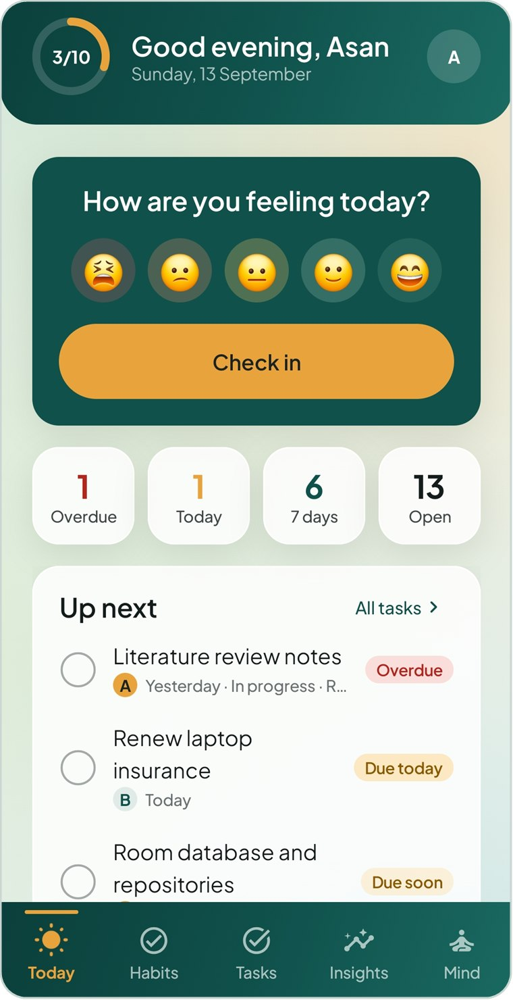 3/10
Good evening, Asan
Sunday, 13 September
A
How are you feeling today?
Check in
1
Overdue
1
Today
6
7 days
13
Open
Up next
All tasks
Literature review notes
A Yesterday · In progress · R...
Overdue
Renew laptop
insurance
B Today
Due today
Room database and
repositories
Due soon
Today
Habits
Tasks
Insights
Mind